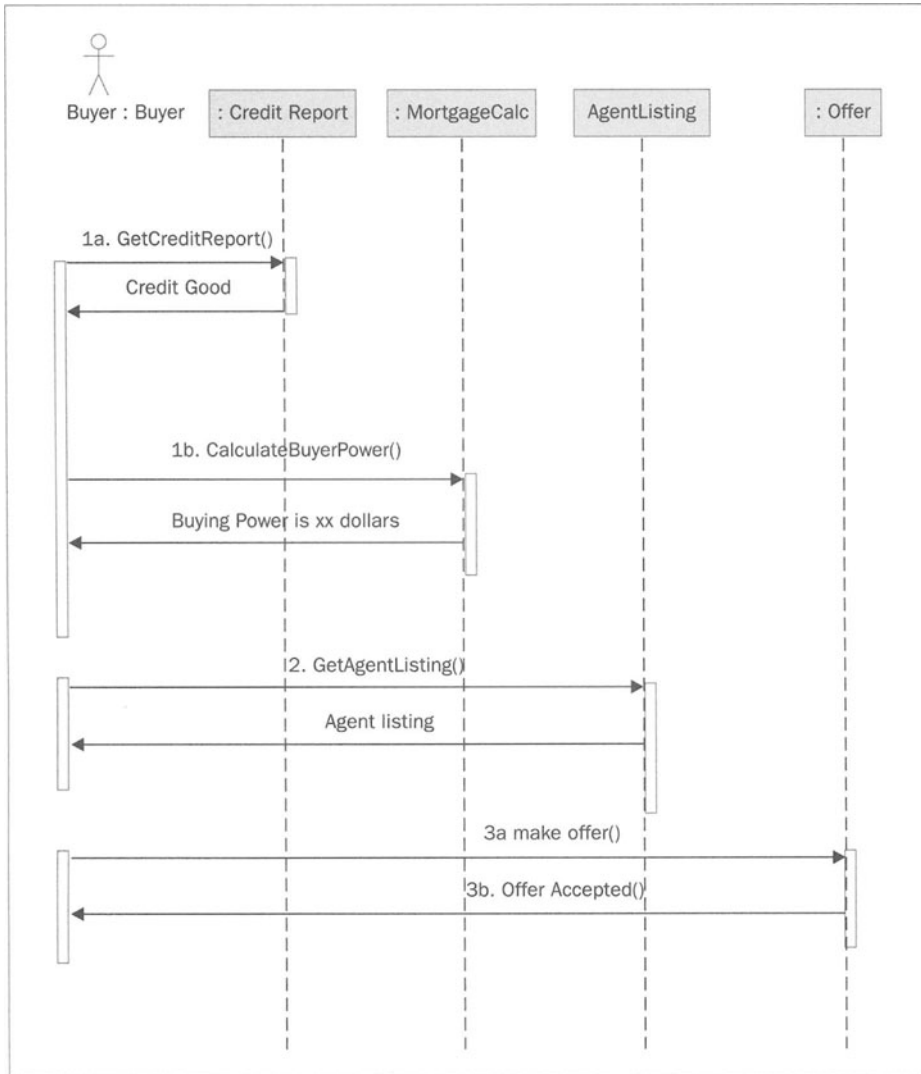 Buyer : Buyer
: Credit Report
: MortgageCalc
AgentListing
: Offer
1a. GetCreditReport()
Credit Good
1b. CalculateBuyerPower()
Buying Power is xx dollars
2. GetAgentListing()
Agent listing
3a make offer()
3b. Offer Accepted()